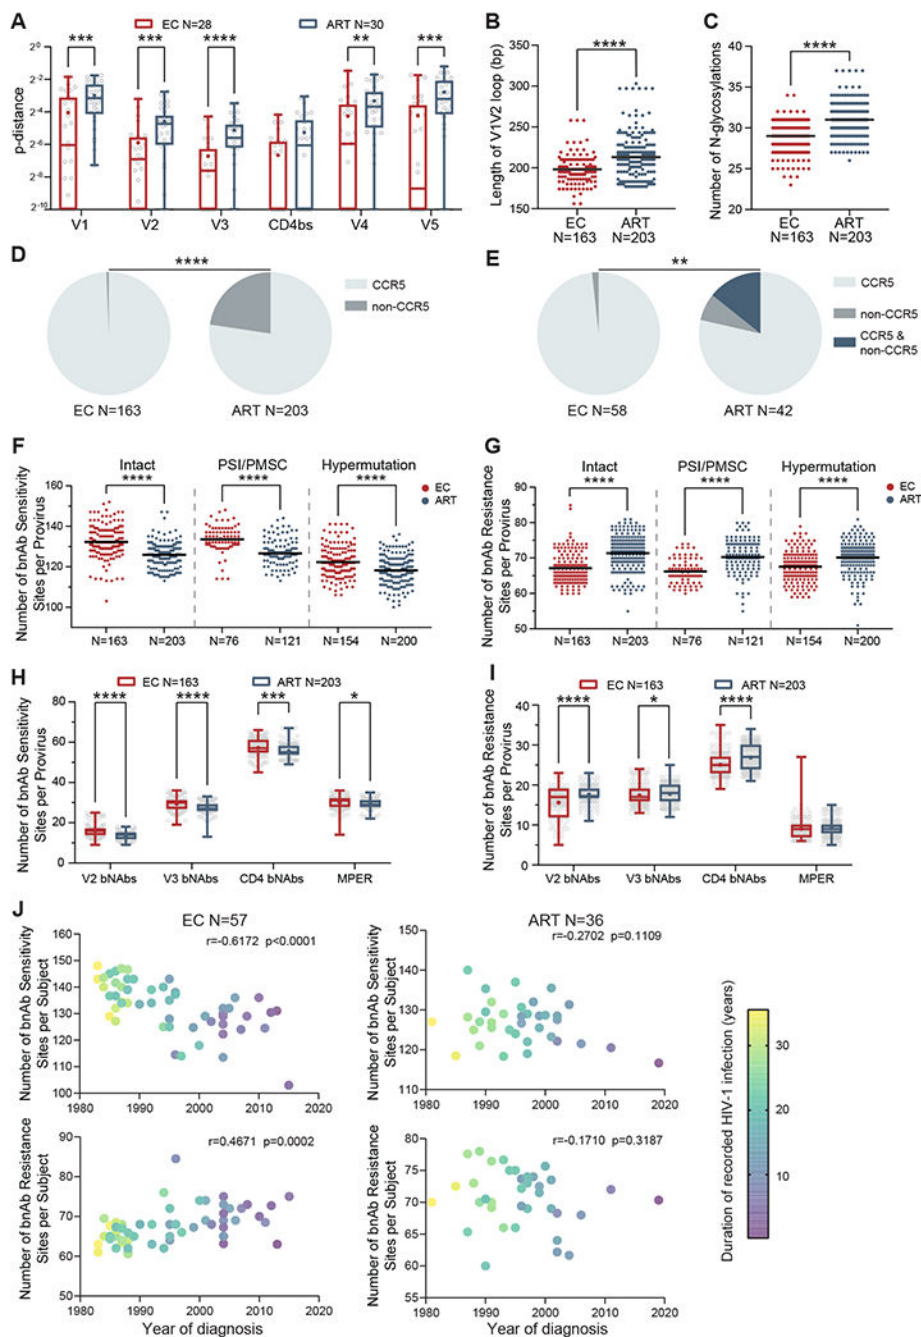 A
EC N=28
ART N=30
*** *** **** ** ***
p-distance
2^0
2^-2
2^-4
2^-6
2^-8
2^-10
V1 V2 V3 CD4bs V4 V5
B
****
Length of V1V2 loop (bp)
350
300
250
200
150
EC ART
N=163 N=203
C
****
Number of N-glycosylations
40
35
30
25
20
EC ART
N=163 N=203
D
****
CCR5
non-CCR5
EC N=163 ART N=203
E
**
CCR5
non-CCR5
CCR5 &
non-CCR5
EC N=58 ART N=42
F
Intact PSI/PMSC Hypermutation
**** **** ****
EC
ART
Number of bnAb Sensitivity
Sites per Provirus
160
140
120
100
N=163 N=203 N=76 N=121 N=154 N=200
G
Intact PSI/PMSC Hypermutation
**** **** ****
EC
ART
Number of bnAb Resistance
Sites per Provirus
90
80
70
60
50
N=163 N=203 N=76 N=121 N=154 N=200
H
EC N=163 ART N=203
**** **** *** *
Number of bnAb Sensitivity
Sites per Provirus
80
60
40
20
0
V2 bNAbs V3 bNAbs CD4 bNAbs MPER
I
EC N=163 ART N=203
**** * ****
Number of bnAb Resistance
Sites per Provirus
40
30
20
10
0
V2 bNAbs V3 bNAbs CD4 bNAbs MPER
J
EC N=57
r=-0.6172 p<0.0001
Number of bnAb Sensitivity
Sites per Subject
160
150
140
130
120
110
100
1980 1990 2000 2010 2020
ART N=36
r=-0.2702 p=0.1109
Number of bnAb Sensitivity
Sites per Subject
150
140
130
120
110
1980 1990 2000 2010 2020
r=0.4671 p=0.0002
Number of bnAb Resistance
Sites per Subject
90
80
70
60
50
1980 1990 2000 2010 2020
Year of diagnosis
r=-0.1710 p=0.3187
Number of bnAb Resistance
Sites per Subject
85
80
75
70
65
60
55
1980 1990 2000 2010 2020
Year of diagnosis
Duration of recorded HIV-1 infection (years)
30
20
10